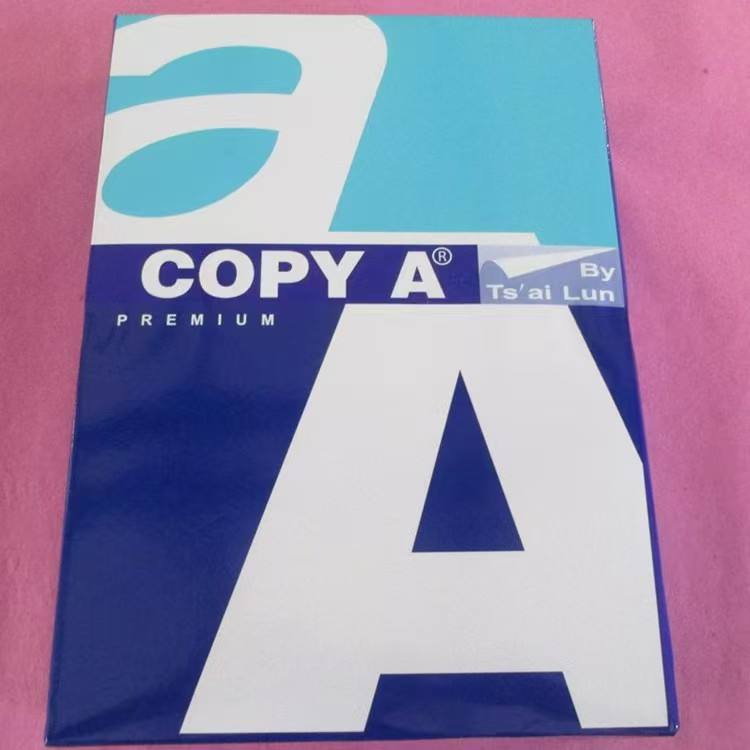 a
COPY A®
By
Ts'ai Lun
PREMIUM
A